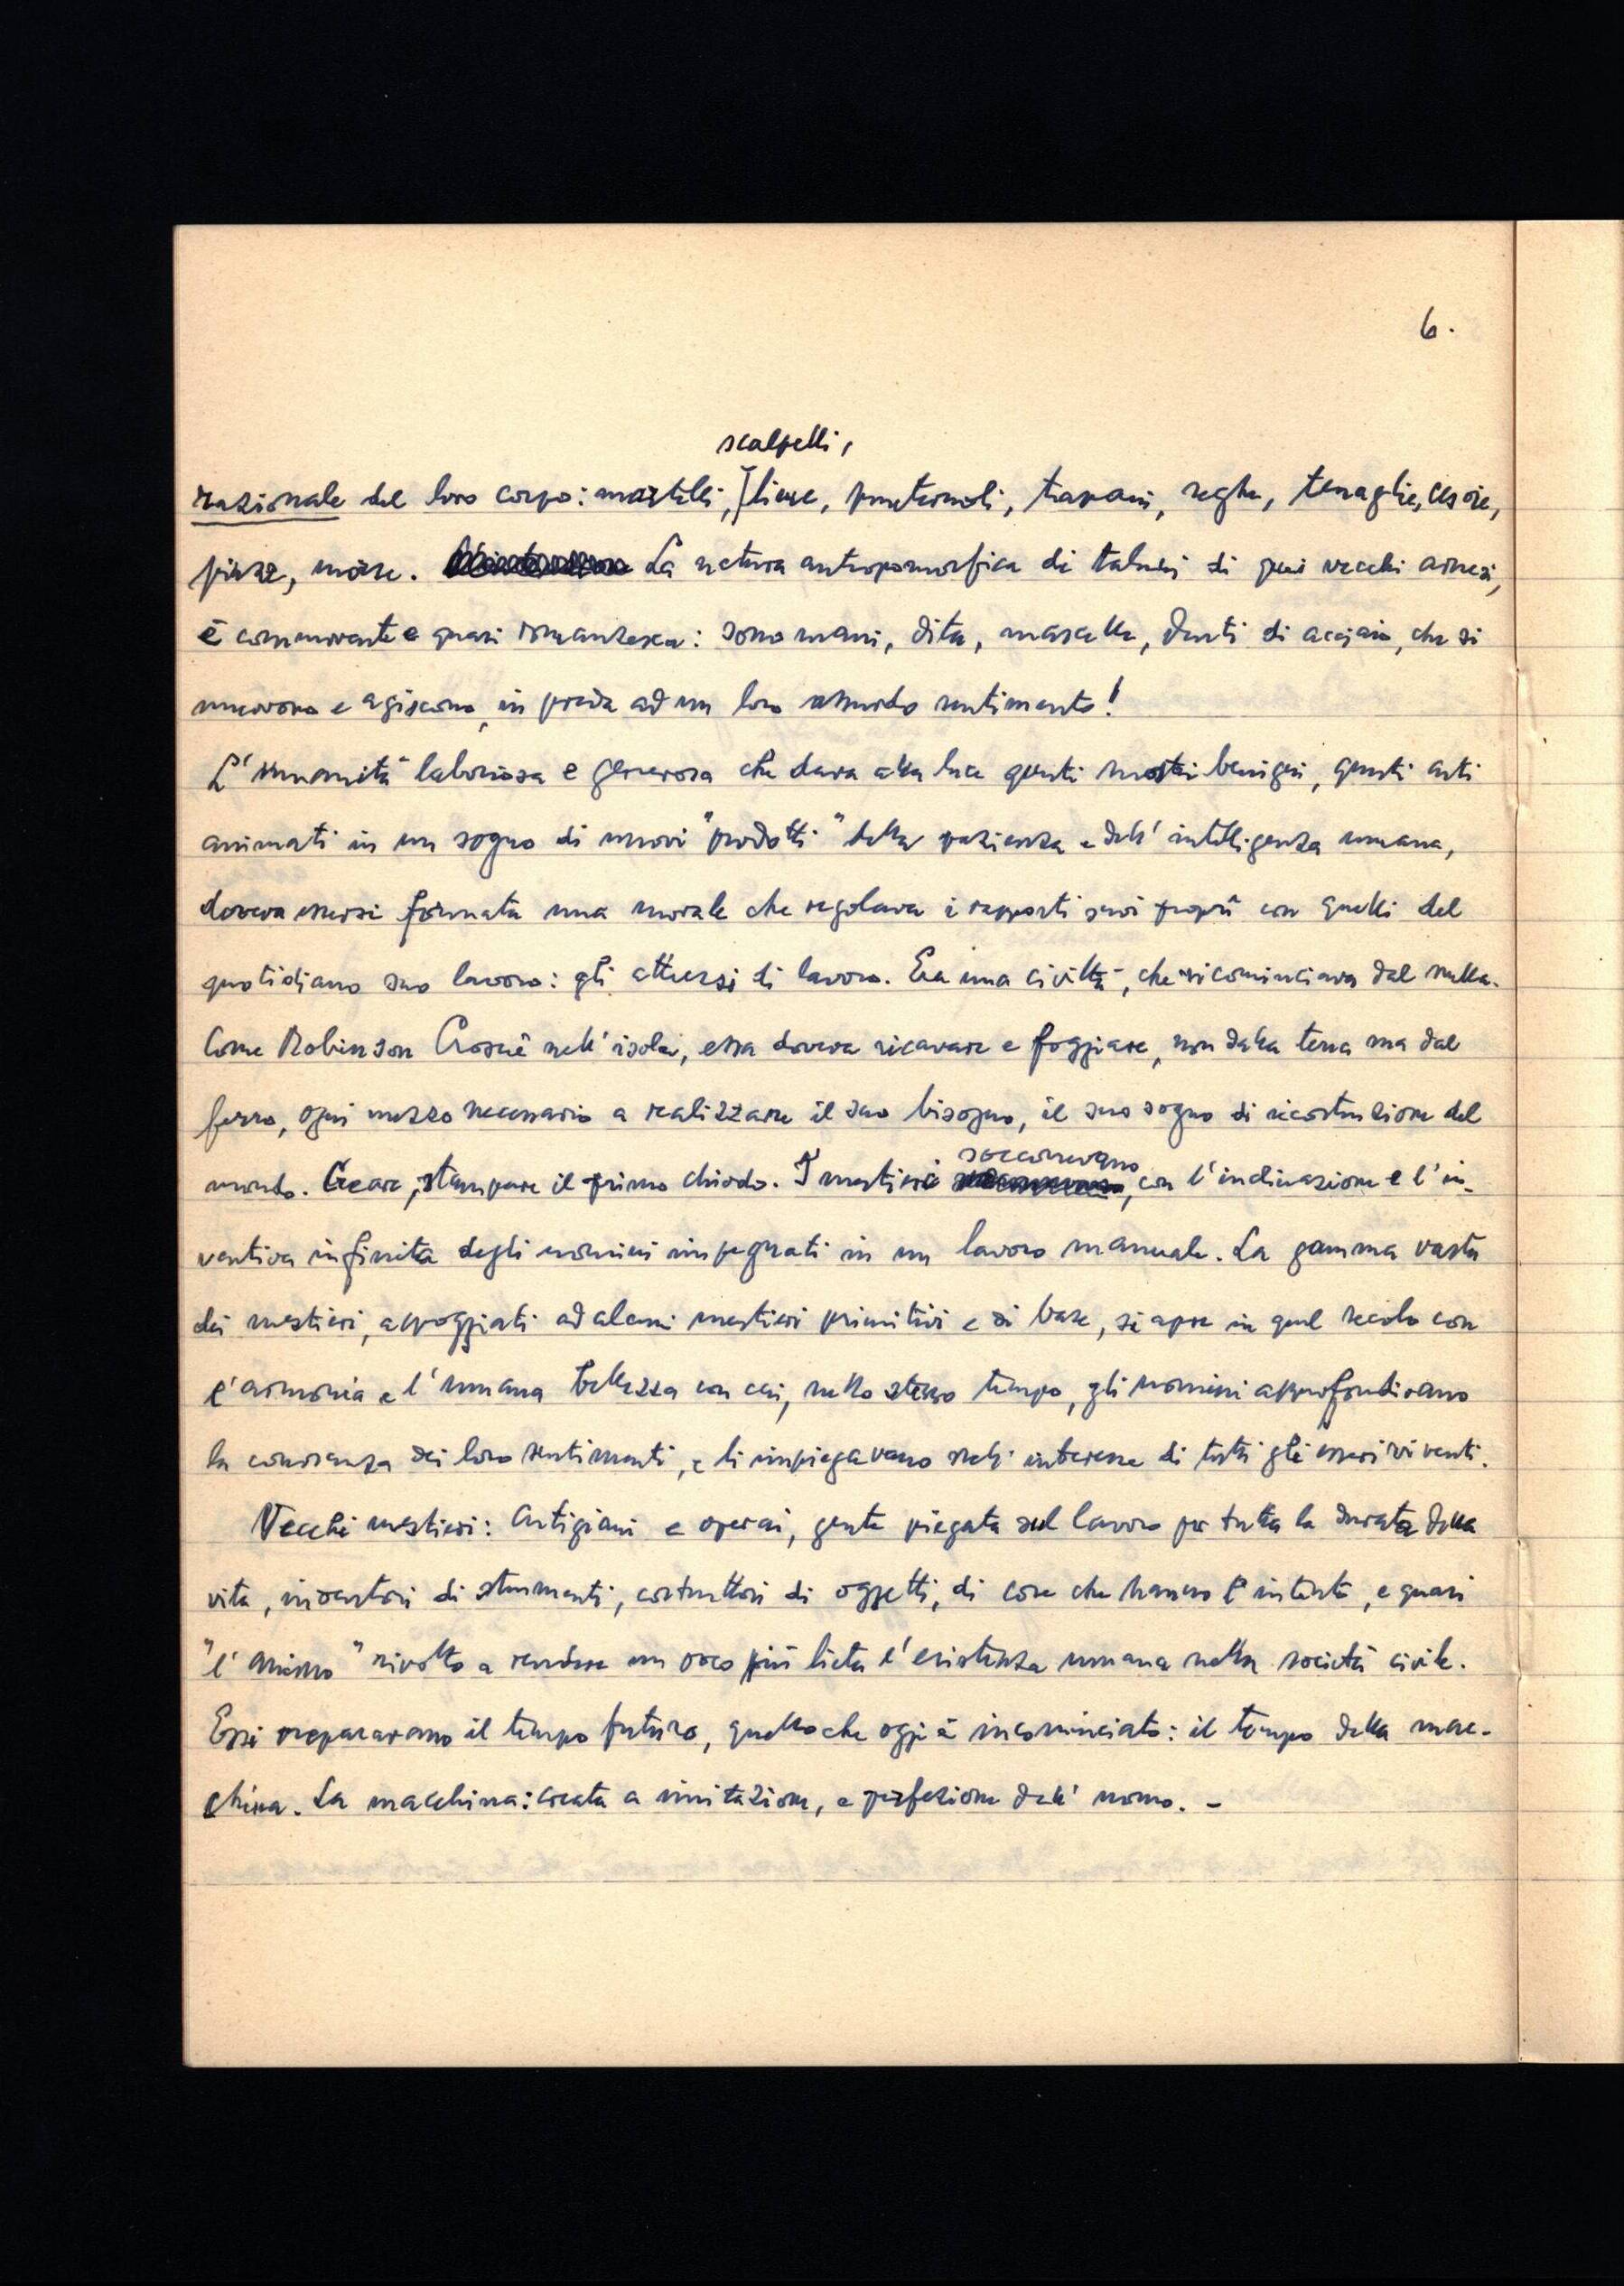 6.
scalpelli,
razionale del loro corpo: martelli, lime, punteruoli, trapani, seghe, tenaglie, cesoie,
pinze, morse. La natura antropomorfica di taluni di quei vecchi arnesi,
è commovente e quasi romanzesca: sono mani, dita, mascelle, denti di acciaio, che si
muovono e agiscono, in preda ad un loro assurdo sentimento!
L'umanità laboriosa e generosa che dava alla luce questi mostri benigni, questi arti
animati in un sogno di nuovi "prodotti" della pazienza e dell'intelligenza umana,
doveva essersi formata una morale che regolava i rapporti suoi propri con quelli del
quotidiano suo lavoro: gli attrezzi di lavoro. Era una civiltà, che ricominciava dal nulla.
Come Robinson Crosuè nell'isola, essa doveva ricavare e foggiare, non dalla terra ma dal
ferro, ogni mezzo necessario a realizzare il suo bisogno, il suo sogno di ricostruzione del
mondo. Creare, stampare il primo chiodo. I mestieri soccorrevano, con l'inclinazione e l'in-
ventiva infinita degli uomini impegnati in un lavoro manuale. La gamma vasta
dei mestieri, appoggiati ad alcuni mestieri primitivi e di base, si apre in quel secolo con
l'armonia e l'umana bellezza con cui, nello stesso tempo, gli uomini approfondivano
la conoscenza dei loro sentimenti, e li impiegavano nell'interesse di tutti gli esseri viventi.
Vecchi mestieri: artigiani e operai, gente piegata sul lavoro per tutta la durata della
vita, inventori di strumenti, costruttori di oggetti, di cose che hanno l'intento, e quasi
"l'animo" rivolto a rendere un poco più lieta l'esistenza umana nella società civile.
Essi prepararono il tempo futuro, quello che oggi è incominciato: il tempo della mac-
china. La macchina: creata a imitazione, e perfezione dell'uomo. -